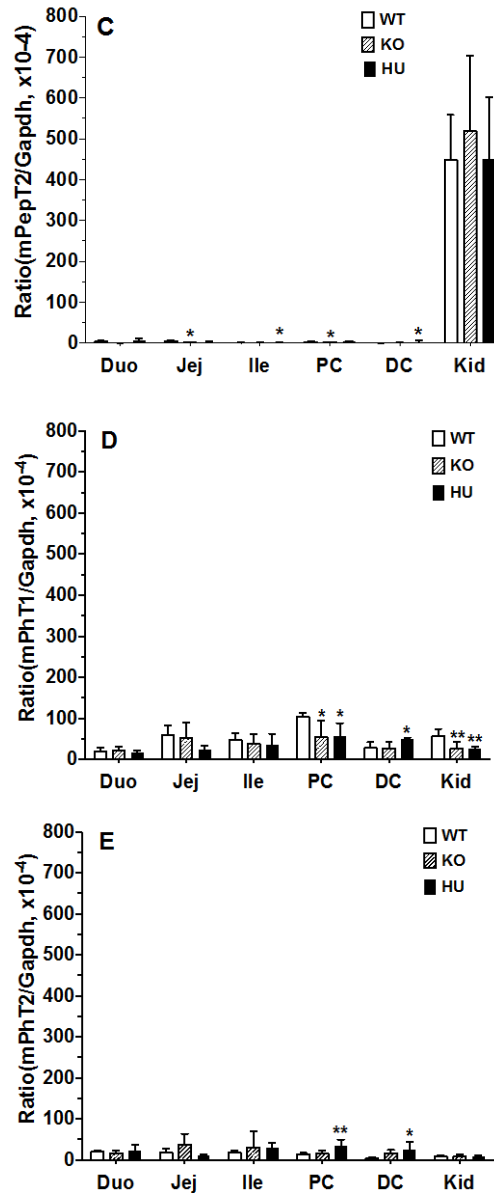 C
WT
KO
HU
Ratio(mPepT2/Gapdh, x10-4)
800
700
600
500
400
300
200
100
0
* * * *
Duo Jej Ile PC DC Kid
D
WT
KO
HU
Ratio(mPhT1/Gapdh, x10⁻⁴)
800
700
600
500
400
300
200
100
0
* * * ** **
Duo Jej Ile PC DC Kid
E
WT
KO
HU
Ratio(mPhT2/Gapdh, x10⁻⁴)
800
700
600
500
400
300
200
100
0
** *
Duo Jej Ile PC DC Kid